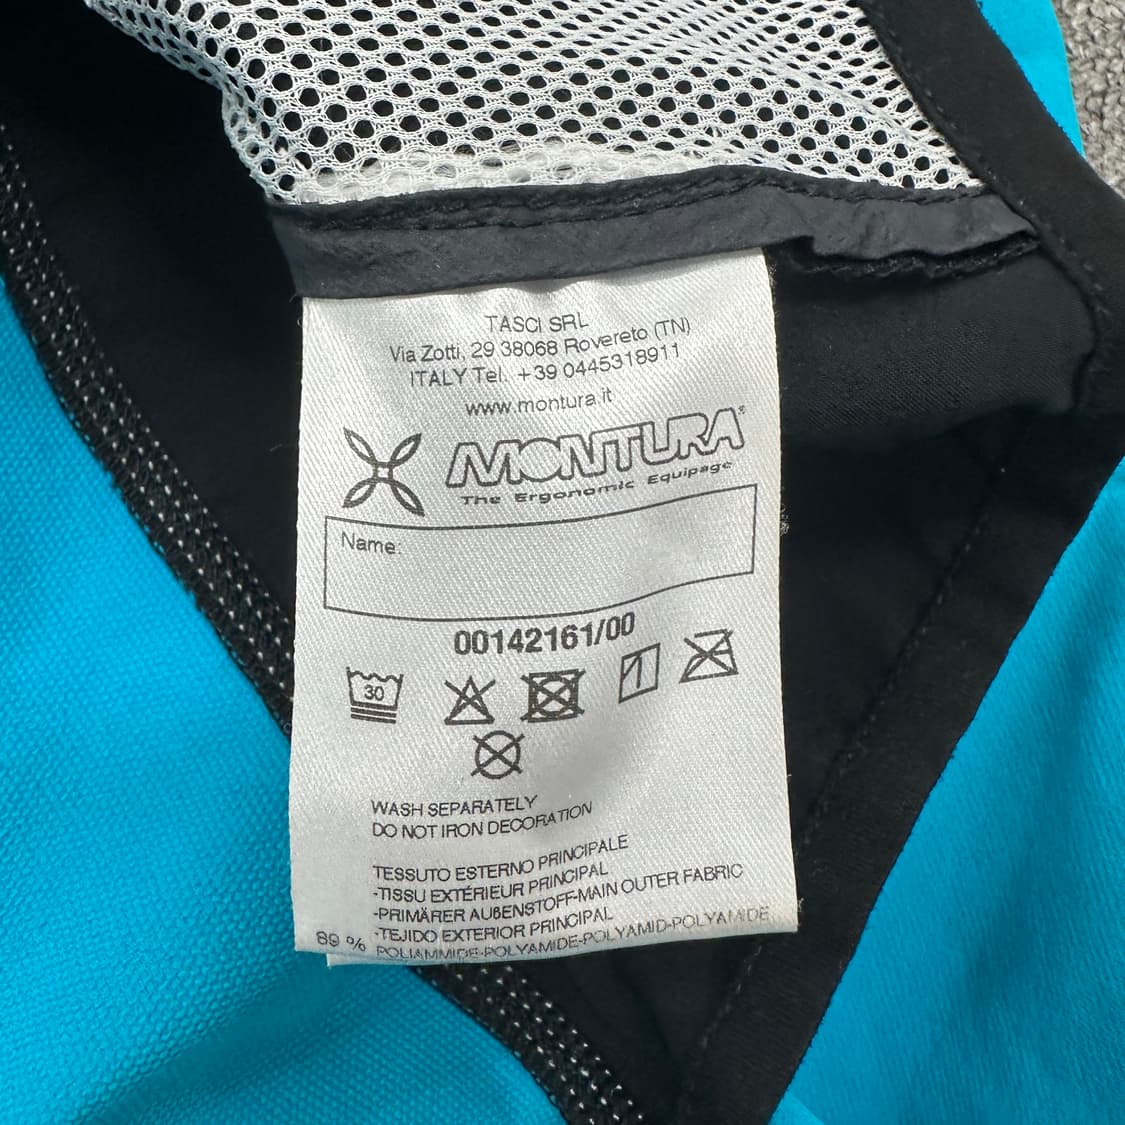 TASCI SRL
Via Zotti, 29 38068 Rovereto (TN)
ITALY Tel. +39 0445318911
www.montura.it
MONTURA®
The Ergonomic Equipage
Name:
00142161/00
30
WASH SEPARATELY
DO NOT IRON DECORATION
TESSUTO ESTERNO PRINCIPALE
-TISSU EXTÉRIEUR PRINCIPAL
-PRIMÄRER AUßENSTOFF-MAIN OUTER FABRIC
-TEJIDO EXTERIOR PRINCIPAL
89 % POLIAMMIDE-POLYAMIDE-POLYAMID-POLYAMIDE